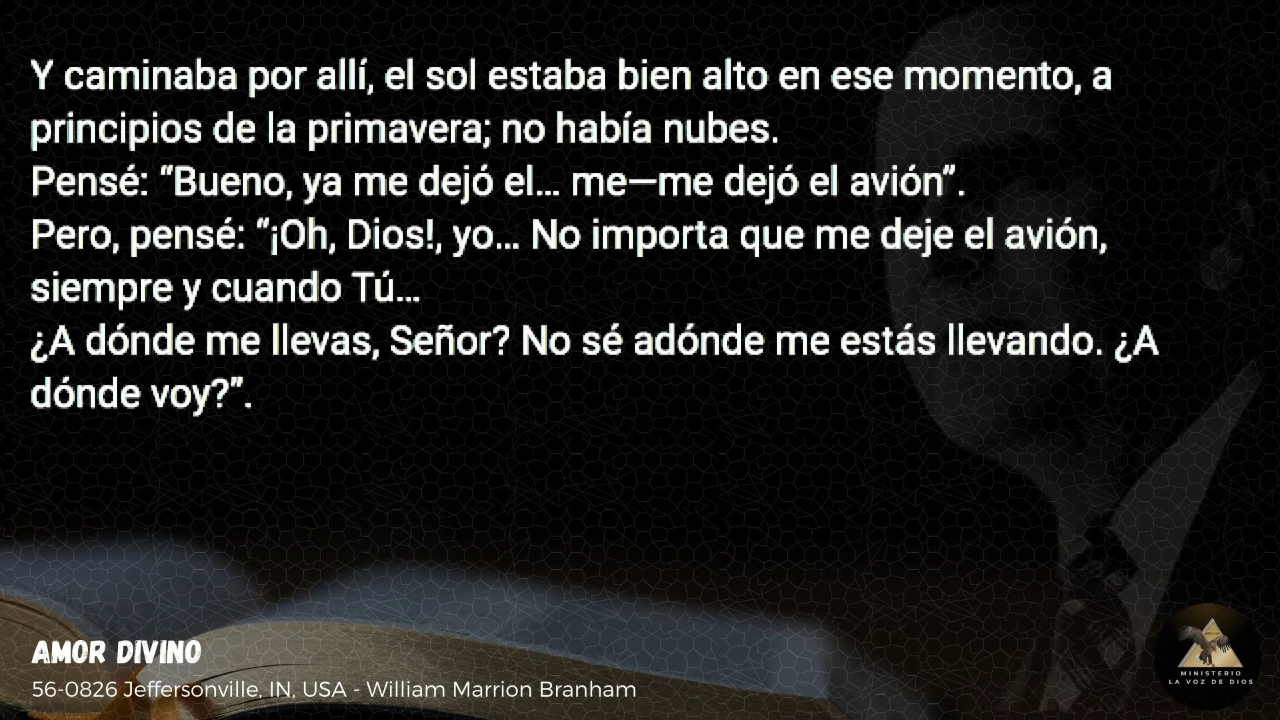 Y caminaba por allí, el sol estaba bien alto en ese momento, a
principios de la primavera; no había nubes.
Pensé: “Bueno, ya me dejó el... me—me dejó el avión”.
Pero, pensé: “¡Oh, Dios!, yo... No importa que me deje el avión,
siempre y cuando Tú...
¿A dónde me llevas, Señor? No sé adónde me estás llevando. ¿A
dónde voy?”.
AMOR DIVINO
56-0826 Jeffersonville, IN, USA - William Marrion Branham
MINISTERIO
LA VOZ DE DIOS